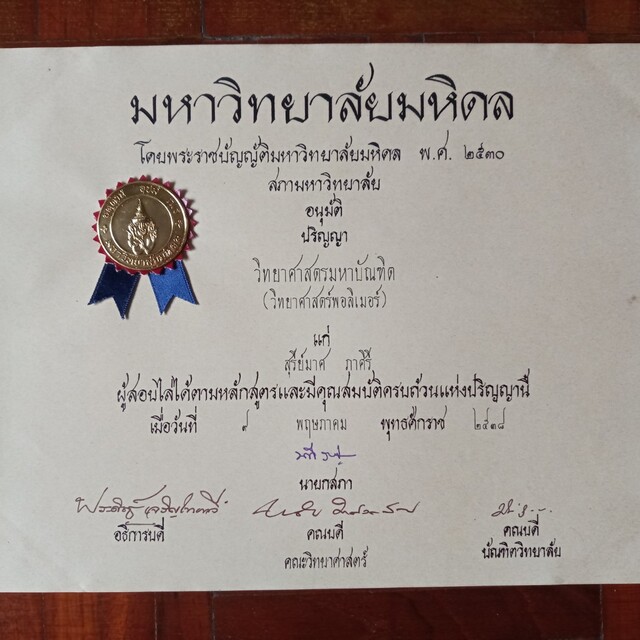 มหาวิทยาลัยมหิดล
โดยพระราชบัญญัติมหาวิทยาลัยมหิดล พ.ศ. ๒๕๓๐
สภามหาวิทยาลัย
อนุมัติ
ปริญญา
วิทยาศาสตรมหาบัณฑิต
(วิทยาศาสตร์พอลิเมอร์)
แก่
สุรีย์มาศ ภาศิรี
ผู้สอบไล่ได้ตามหลักสูตรและมีคุณสมบัติครบถ้วนแห่งปริญญานี้
เมื่อวันที่ ๙ พฤษภาคม พุทธศักราช ๒๕๓๘
นายกสภา
อธิการบดี คณบดี คณบดี
คณะวิทยาศาสตร์ บัณฑิตวิทยาลัย